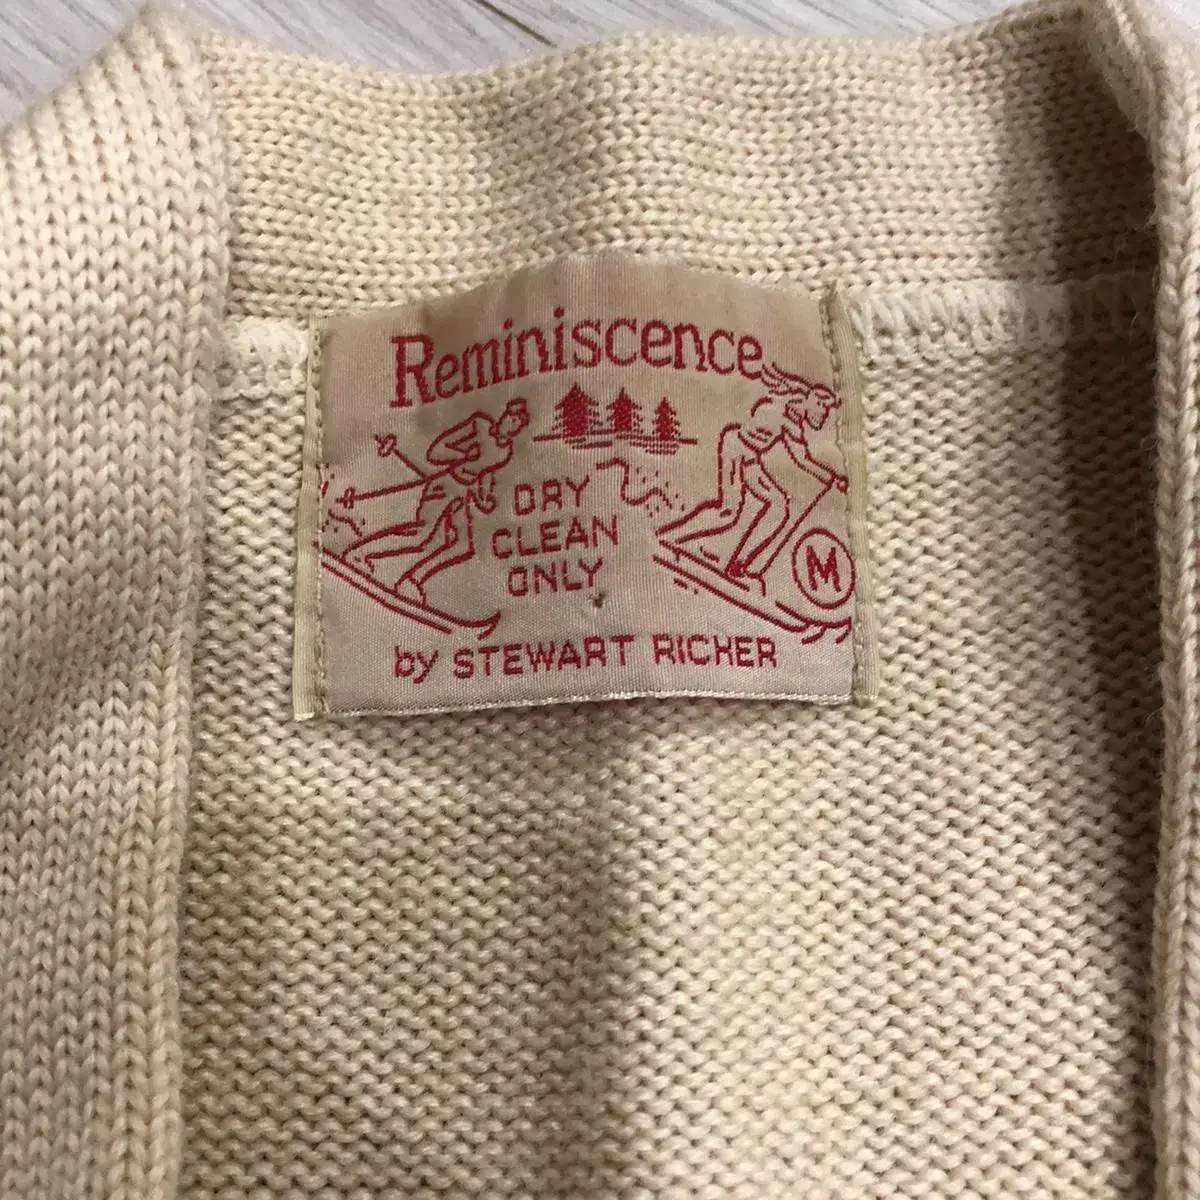 Reminiscence
DRY
CLEAN
ONLY
M
by STEWART RICHER